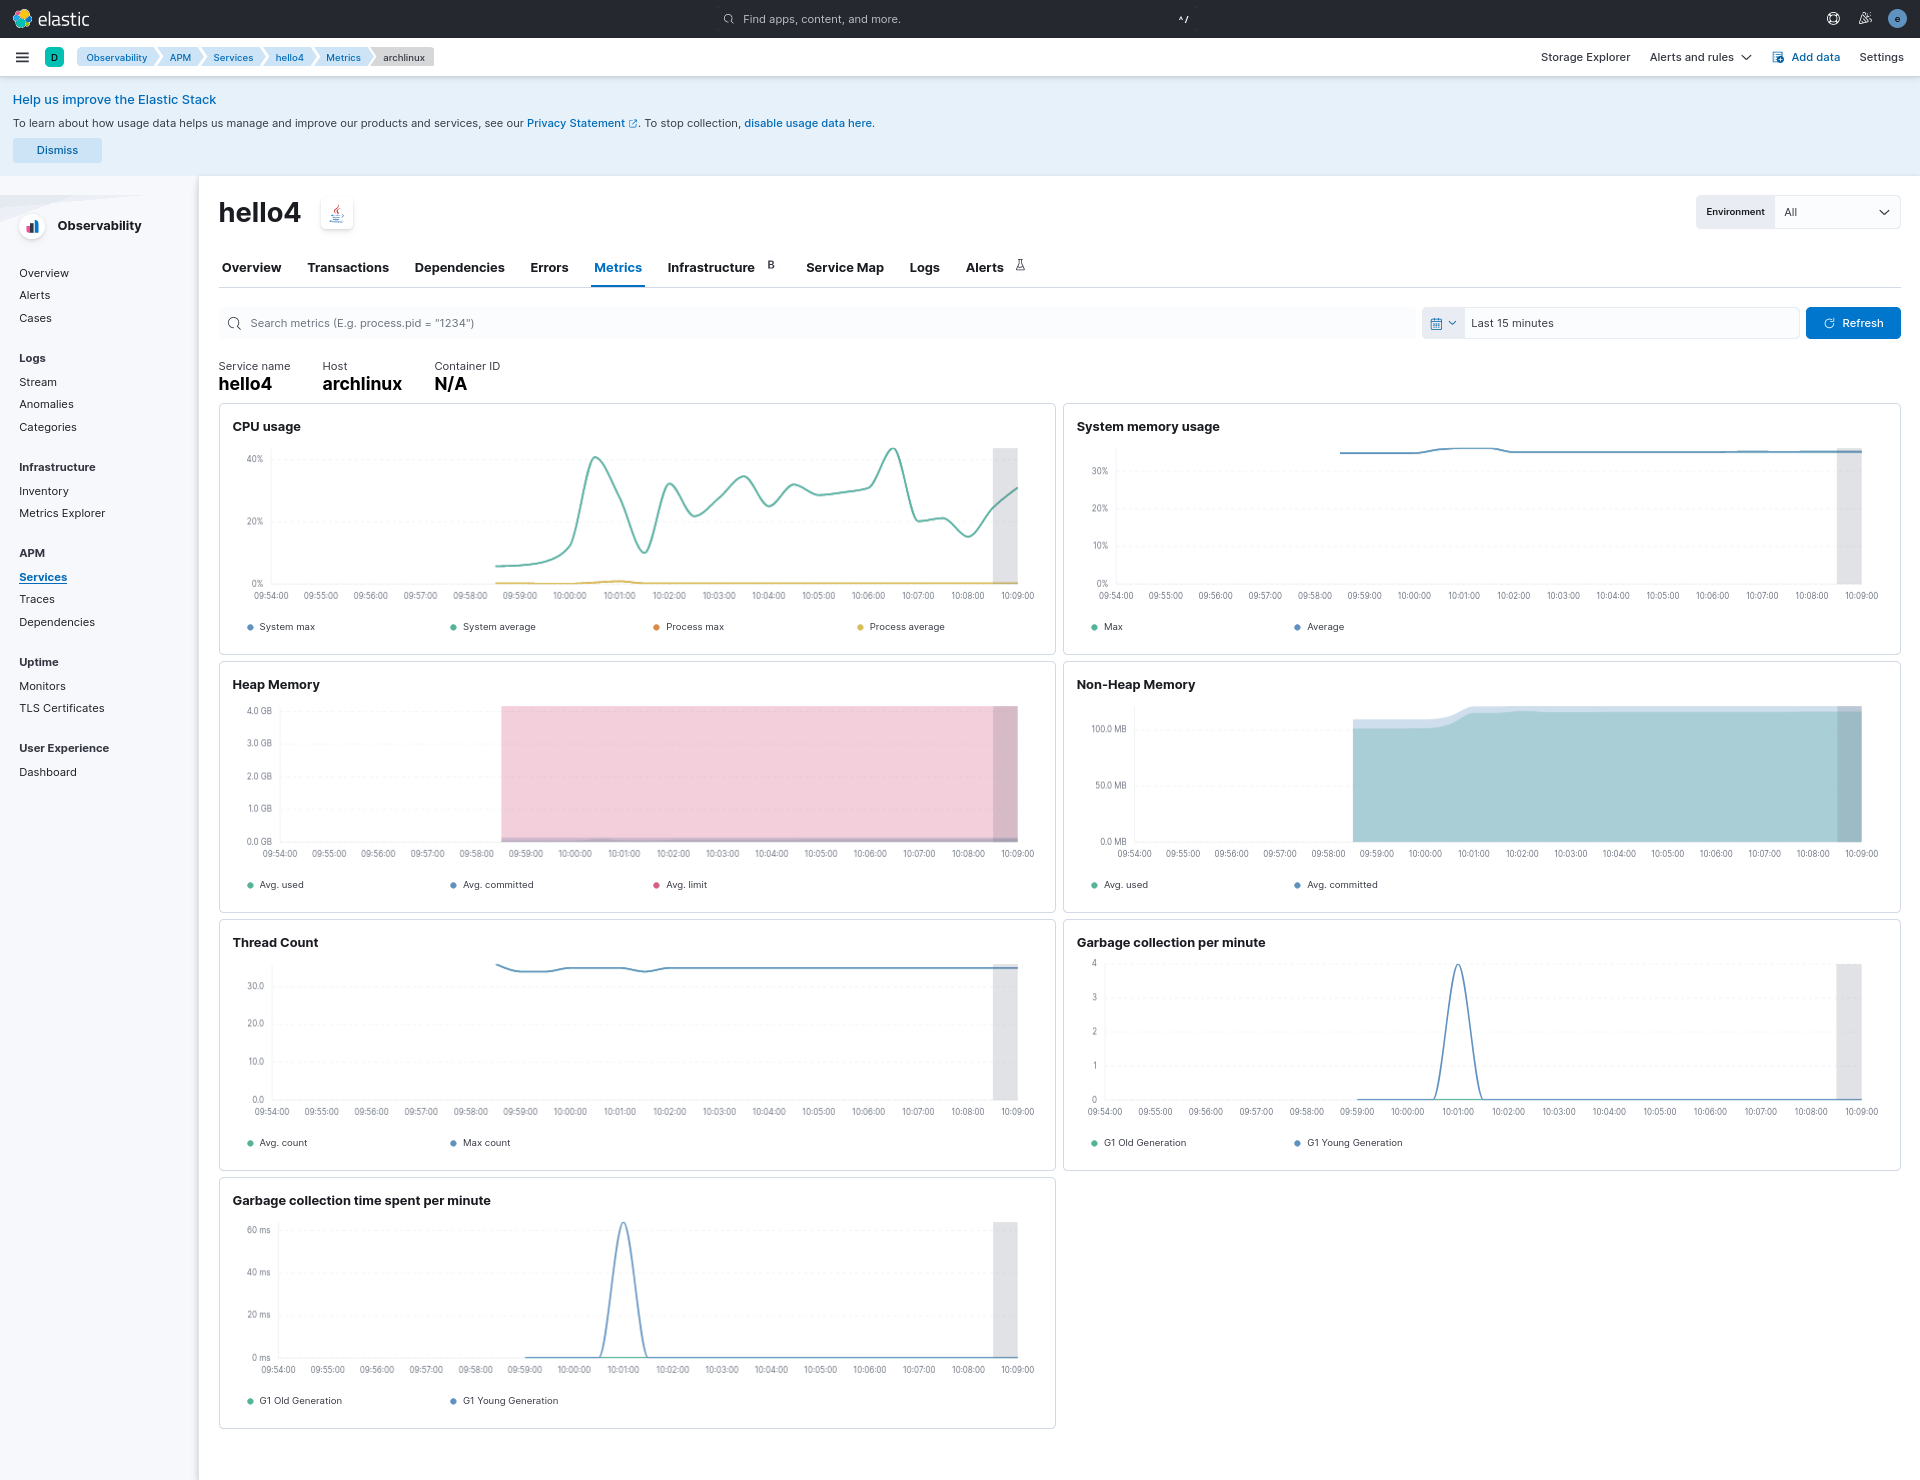 elastic
Find apps, content, and more.
^/
e
D
Observability
APM
Services
hello4
Metrics
archlinux
Storage Explorer
Alerts and rules
Add data
Settings
Help us improve the Elastic Stack
To learn about how usage data helps us manage and improve our products and services, see our Privacy Statement. To stop collection, disable usage data here.
Dismiss
Observability
Overview
Alerts
Cases
Logs
Stream
Anomalies
Categories
Infrastructure
Inventory
Metrics Explorer
APM
Services
Traces
Dependencies
Uptime
Monitors
TLS Certificates
User Experience
Dashboard
hello4
Environment All
Overview Transactions Dependencies Errors Metrics Infrastructure B Service Map Logs Alerts
Search metrics (E.g. process.pid = "1234")
Last 15 minutes
Refresh
Service name Host Container ID
hello4 archlinux N/A
CPU usage
40%
20%
0%
09:54:00 09:55:00 09:56:00 09:57:00 09:58:00 09:59:00 10:00:00 10:01:00 10:02:00 10:03:00 10:04:00 10:05:00 10:06:00 10:07:00 10:08:00 10:09:00
System max System average Process max Process average
System memory usage
30%
20%
10%
0%
09:54:00 09:55:00 09:56:00 09:57:00 09:58:00 09:59:00 10:00:00 10:01:00 10:02:00 10:03:00 10:04:00 10:05:00 10:06:00 10:07:00 10:08:00 10:09:00
Max Average
Heap Memory
4.0 GB
3.0 GB
2.0 GB
1.0 GB
0.0 GB
09:54:00 09:55:00 09:56:00 09:57:00 09:58:00 09:59:00 10:00:00 10:01:00 10:02:00 10:03:00 10:04:00 10:05:00 10:06:00 10:07:00 10:08:00 10:09:00
Avg. used Avg. committed Avg. limit
Non-Heap Memory
100.0 MB
50.0 MB
0.0 MB
09:54:00 09:55:00 09:56:00 09:57:00 09:58:00 09:59:00 10:00:00 10:01:00 10:02:00 10:03:00 10:04:00 10:05:00 10:06:00 10:07:00 10:08:00 10:09:00
Avg. used Avg. committed
Thread Count
30.0
20.0
10.0
0.0
09:54:00 09:55:00 09:56:00 09:57:00 09:58:00 09:59:00 10:00:00 10:01:00 10:02:00 10:03:00 10:04:00 10:05:00 10:06:00 10:07:00 10:08:00 10:09:00
Avg. count Max count
Garbage collection per minute
4
3
2
1
0
09:54:00 09:55:00 09:56:00 09:57:00 09:58:00 09:59:00 10:00:00 10:01:00 10:02:00 10:03:00 10:04:00 10:05:00 10:06:00 10:07:00 10:08:00 10:09:00
G1 Old Generation G1 Young Generation
Garbage collection time spent per minute
60 ms
40 ms
20 ms
0 ms
09:54:00 09:55:00 09:56:00 09:57:00 09:58:00 09:59:00 10:00:00 10:01:00 10:02:00 10:03:00 10:04:00 10:05:00 10:06:00 10:07:00 10:08:00 10:09:00
G1 Old Generation G1 Young Generation